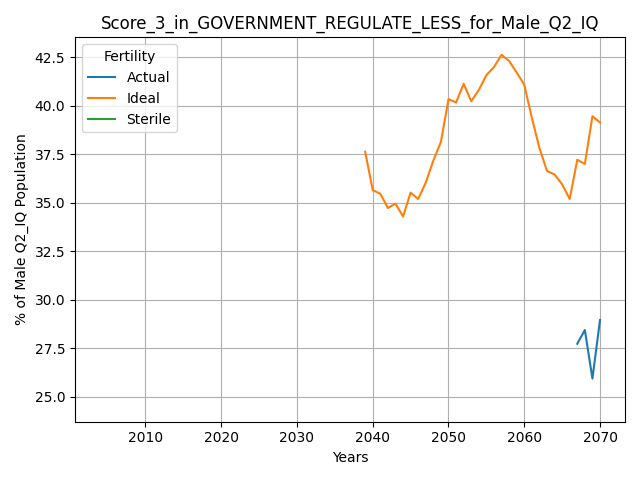 Score_3_in_GOVERNMENT_REGULATE_LESS_for_Male_Q2_IQ
Fertility
Actual
Ideal
Sterile
% of Male Q2_IQ Population
42.5
40.0
37.5
35.0
32.5
30.0
27.5
25.0
2010 2020 2030 2040 2050 2060 2070
Years